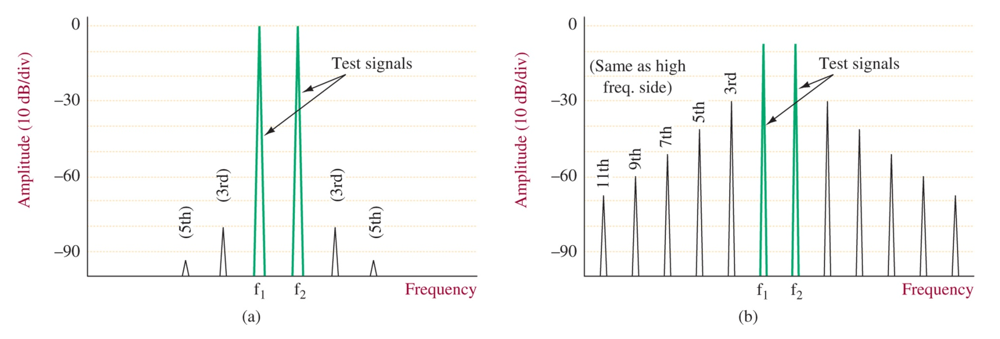 Amplitude (10 dB/div)
0
–30
–60
–90
Test signals
(5th)
(3rd)
(3rd)
(5th)
f1
f2
Frequency
(a)
Amplitude (10 dB/div)
0
–30
–60
–90
(Same as high
freq. side)
Test signals
11th
9th
7th
5th
3rd
f1
f2
Frequency
(b)